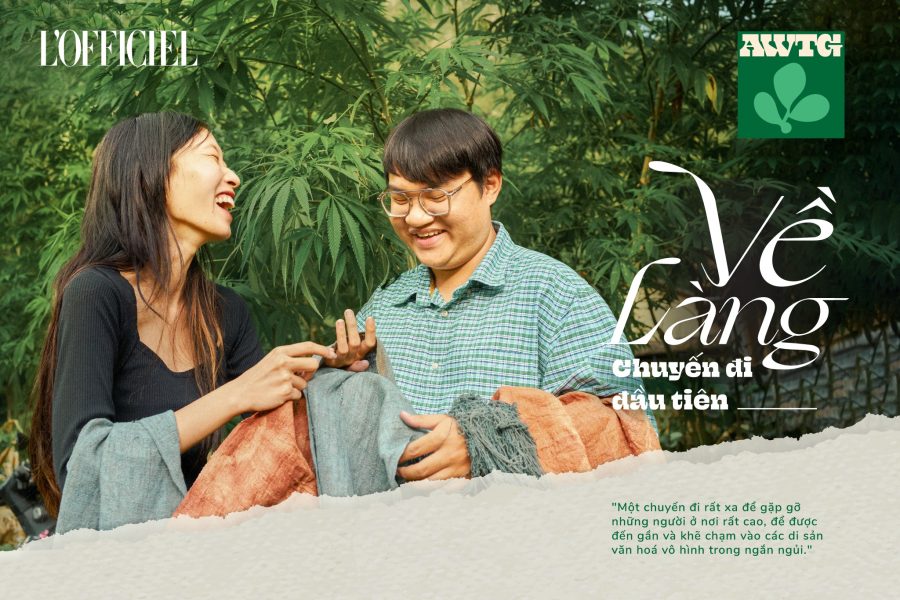 L'OFFICIEL
AWTG
Về
Làng
Chuyến đi
đầu tiên
"Một chuyến đi rất xa để gặp gỡ
những người ở nơi rất cao, để được
đến gần và khẽ chạm vào các di sản
văn hoá vô hình trong ngắn ngủi."